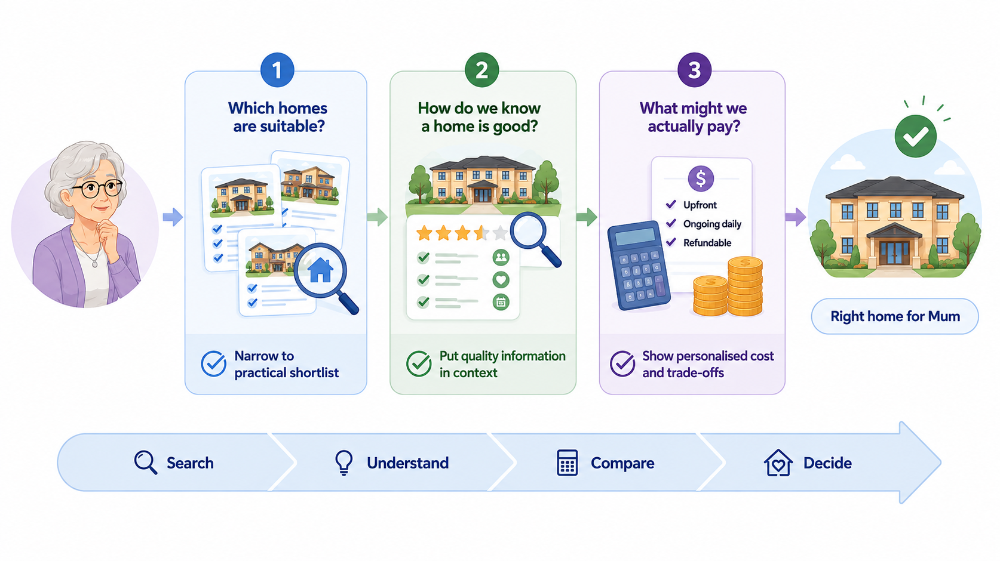 1
Which homes
are suitable?
Narrow to
practical shortlist
2
How do we know
a home is good?
Put quality information
in context
3
What might we
actually pay?
$
Upfront
Ongoing daily
Refundable
Show personalised cost
and trade-offs
Right home for Mum
Search
Understand
Compare
Decide